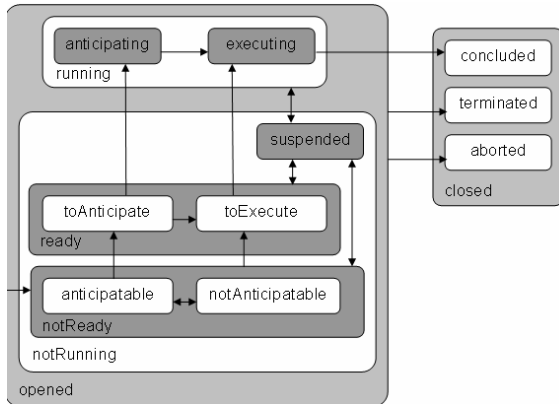 anticipating
executing
running
concluded
terminated
aborted
closed
suspended
toAnticipate
toExecute
ready
anticipatable
notAnticipatable
notReady
notRunning
opened